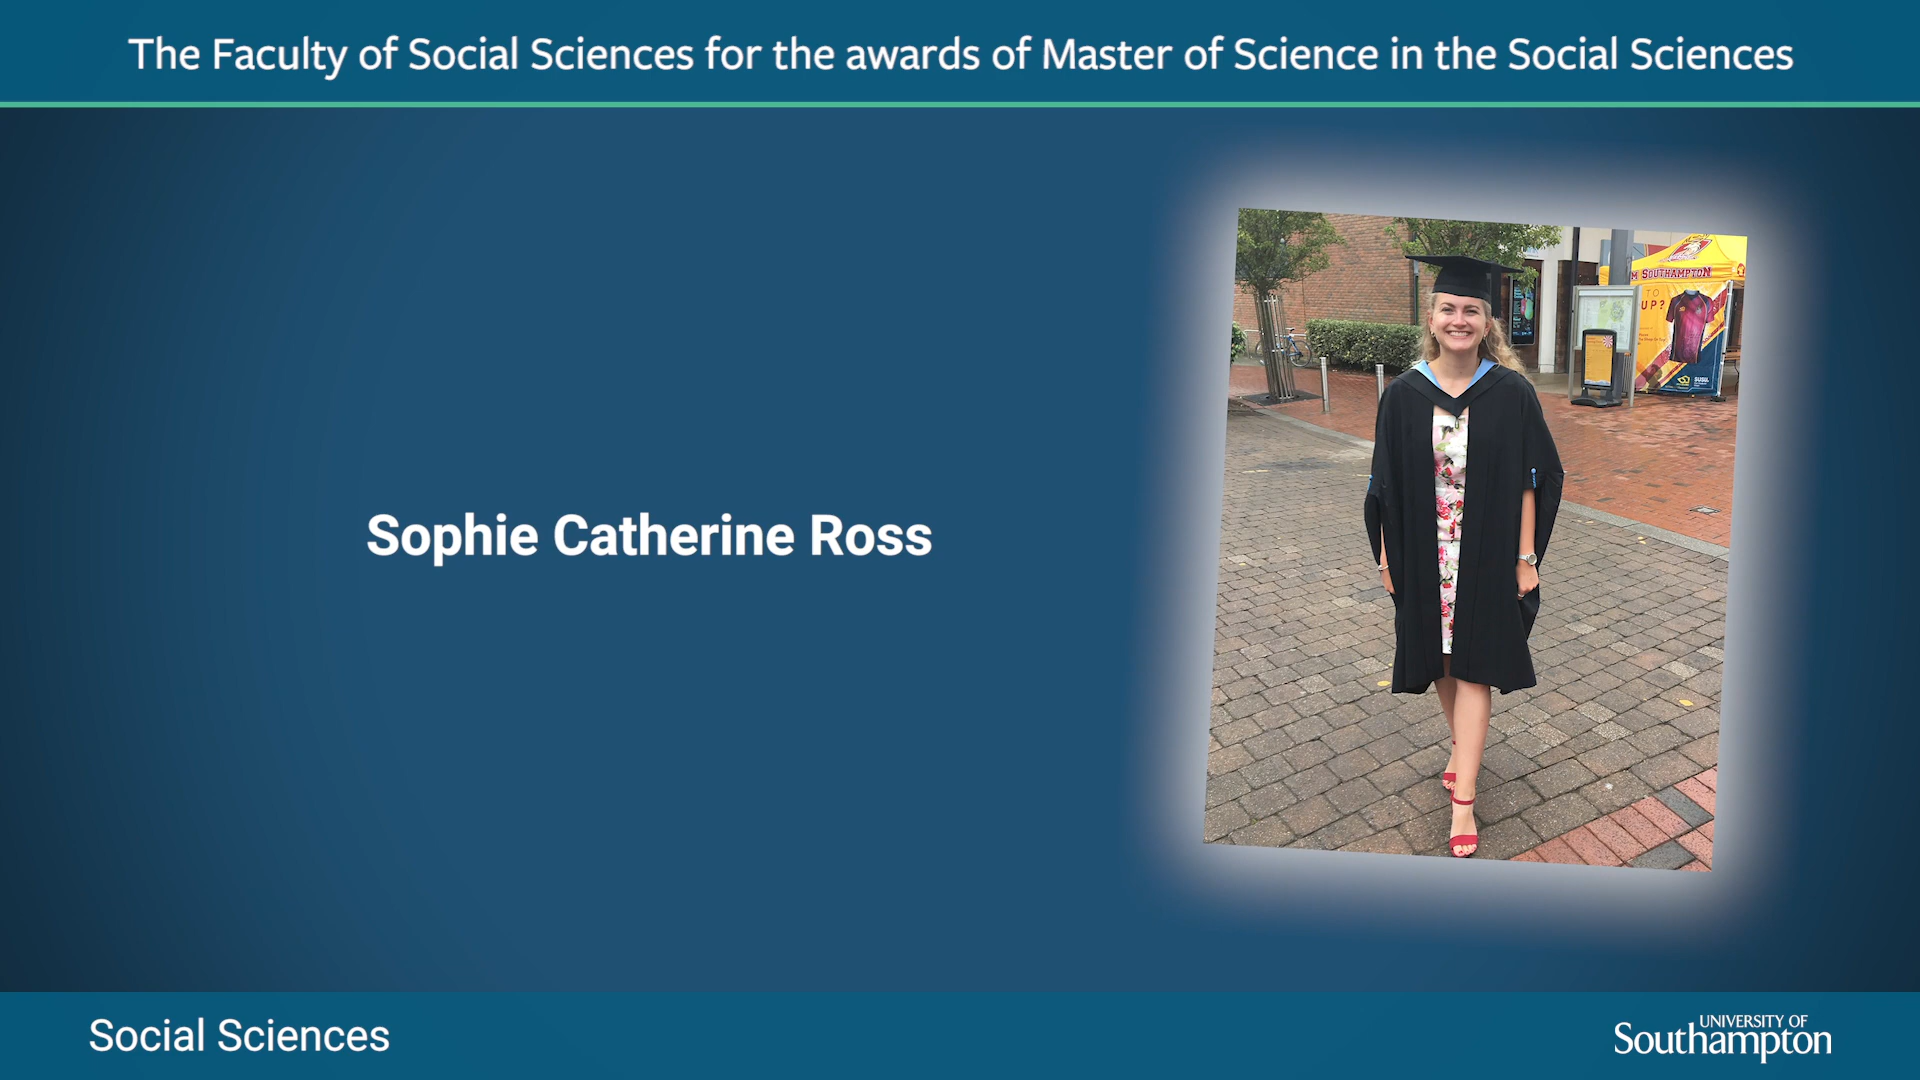 The Faculty of Social Sciences for the awards of Master of Science in the Social Sciences
M SOUTHAMPTON
TO
UP?
Sophie Catherine Ross
SUSU
Social Sciences
UNIVERSITY OF
Southampton